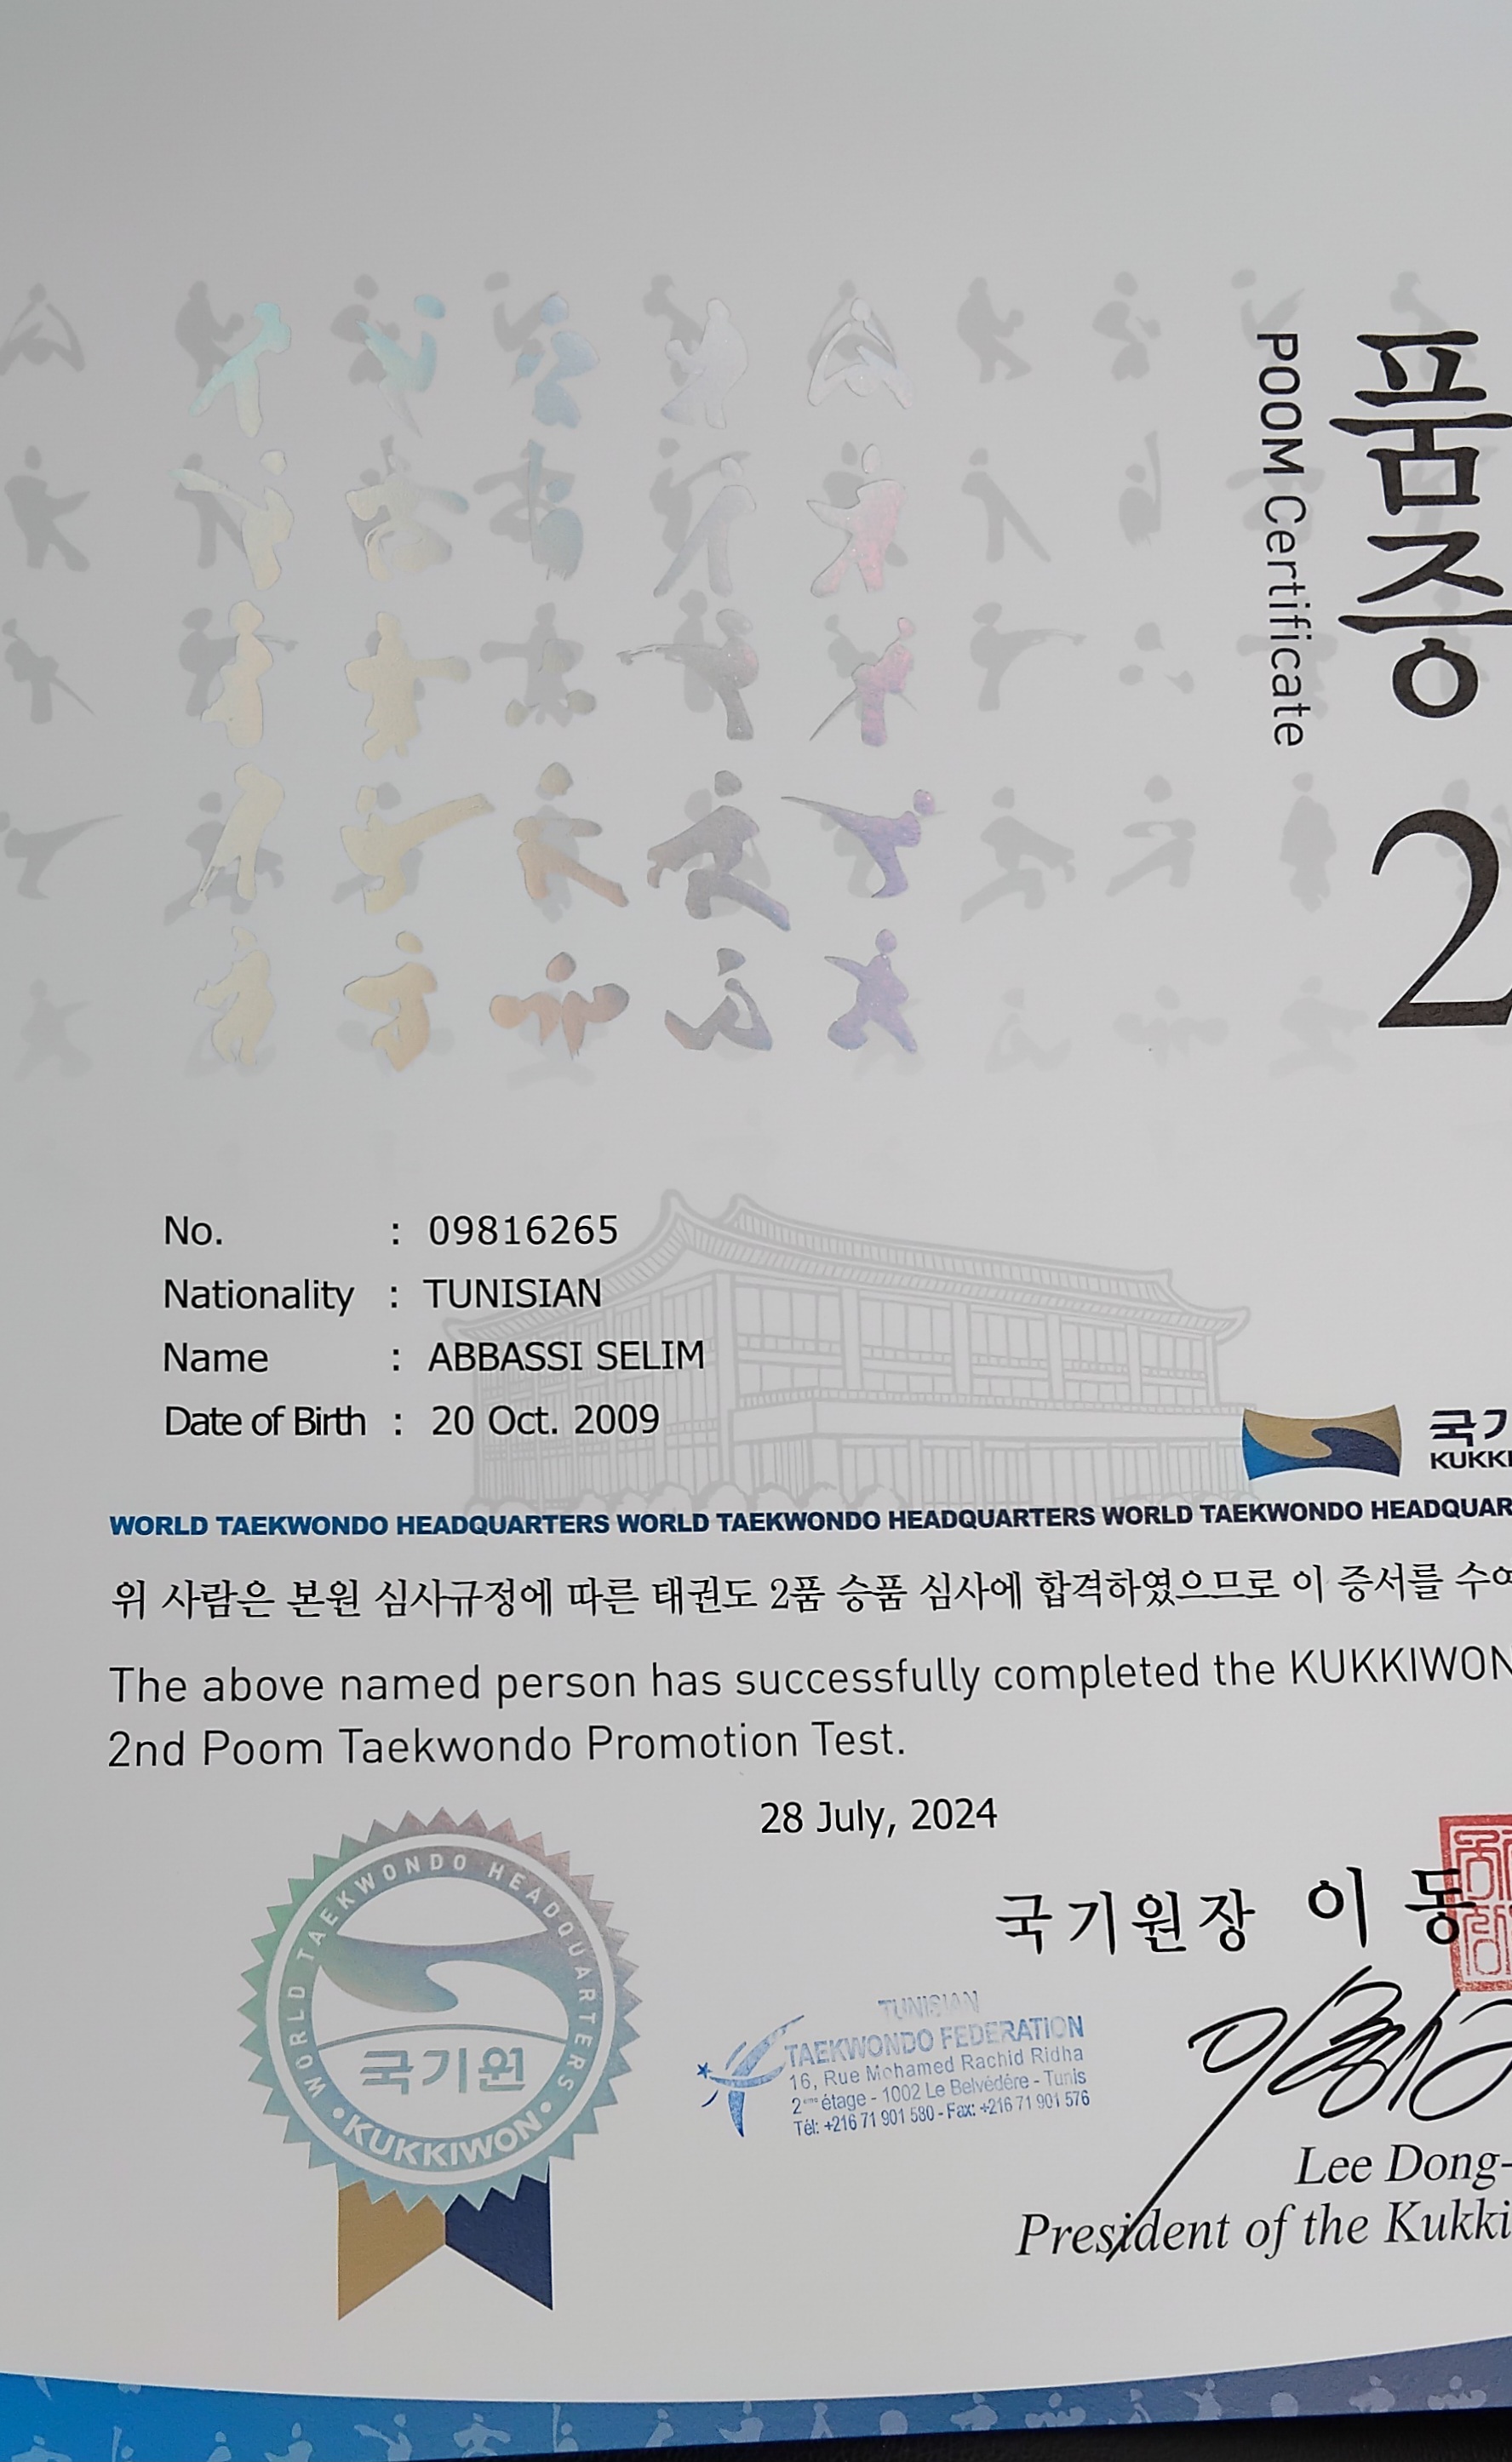 품증
POOM Certificate
2
No. : 09816265
Nationality : TUNISIAN
Name : ABBASSI SELIM
Date of Birth : 20 Oct. 2009
국기
KUKKI
WORLD TAEKWONDO HEADQUARTERS WORLD TAEKWONDO HEADQUARTERS WORLD TAEKWONDO HEADQUAR
위 사람은 본원 심사규정에 따른 태권도 2품 승품 심사에 합격하였으므로 이 증서를 수여
The above named person has successfully completed the KUKKIWON
2nd Poom Taekwondo Promotion Test.
28 July, 2024
WORLD TAEKWONDO HEADQUARTERS
국기원
• KUKKIWON •
국기원장 이 동
TUNISIAN
TAEKWONDO FEDERATION
16, Rue Mohamed Rachid Ridha
2ème étage - 1002 Le Belvédére - Tunis
Tél: +216 71 901 580 - Fax: +216 71 901 576
Lee Dong-
President of the Kukki